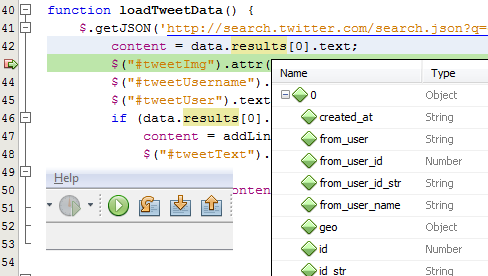 40 function loadTweetData() {
41 $.getJSON('http://search.twitter.com/search.json?q=
42 content = data.results[0].text;
$("#tweetImg").attr(
44 $("#tweetUsername").
45 $("#tweetUser").text
46 if (data.results[0].
47 content = addLin
48 $("#tweetText").
49
50 conten
51
52
53
54
Help
Name Type
0 Object
created_at String
from_user String
from_user_id Number
from_user_id_str String
from_user_name String
geo Object
id Number
id_str String